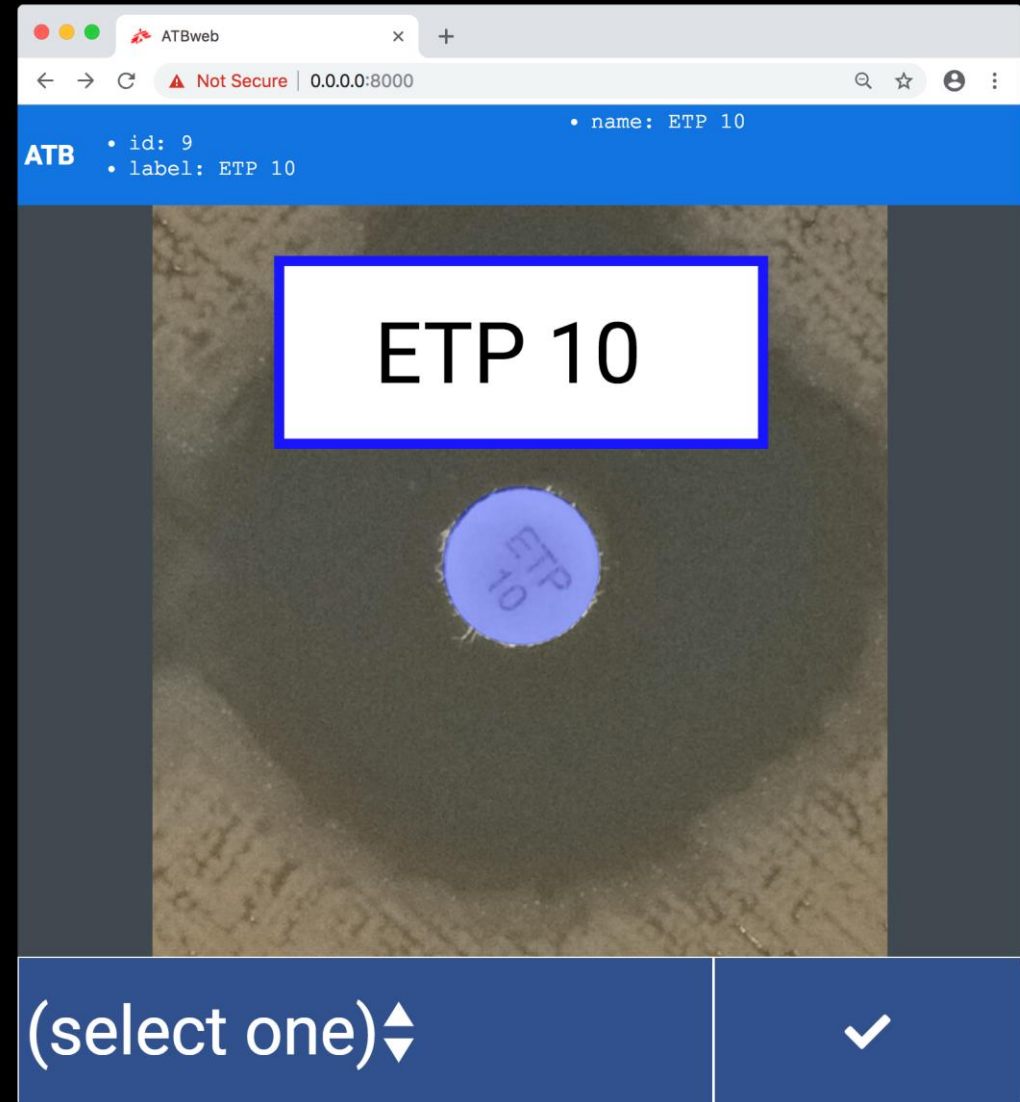 ATBweb
Not Secure | 0.0.0.0:8000
ATB
• id: 9
• label: ETP 10
• name: ETP 10
ETP 10
ETP
10
(select one)